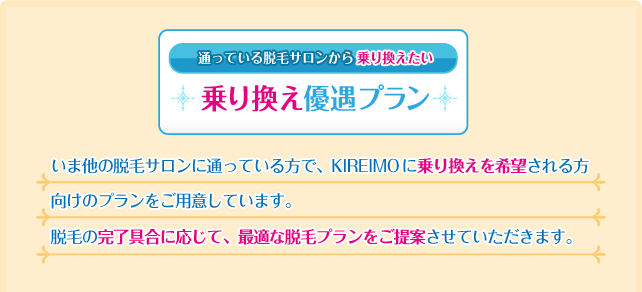 通っている脱毛サロンから 乗り換えたい
乗り換え優遇プラン
いま他の脱毛サロンに通っている方で、KIREIMOに乗り換えを希望される方
向けのプランをご用意しています。
脱毛の完了具合に応じて、最適な脱毛プランをご提案させていただきます。